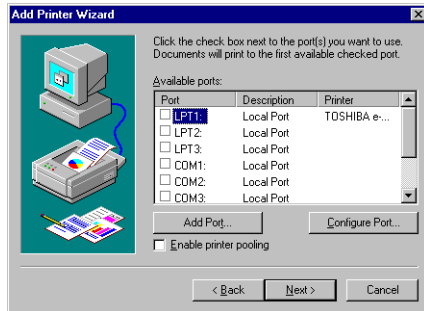 Add Printer Wizard
Click the check box next to the port(s) you want to use.
Documents will print to the first available checked port.
Available ports:
Port Description Printer
LPT1: Local Port TOSHIBA e-...
LPT2: Local Port
LPT3: Local Port
COM1: Local Port
COM2: Local Port
COM3: Local Port
Add Port... Configure Port...
Enable printer pooling
< Back Next > Cancel